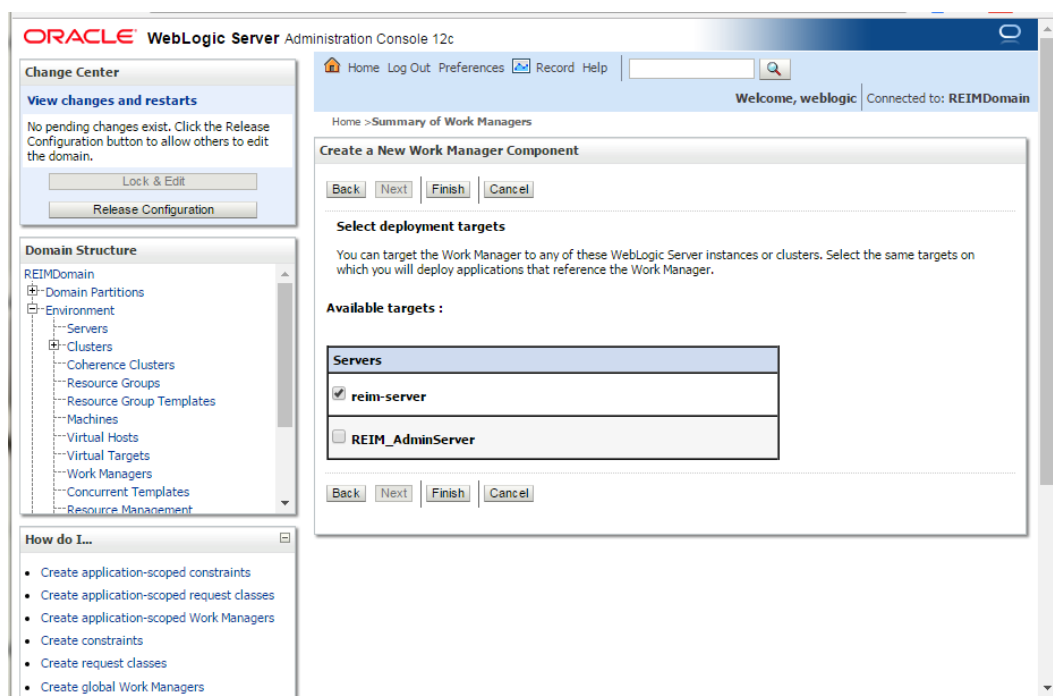 ORACLE WebLogic Server Administration Console 12c
Change Center
View changes and restarts
No pending changes exist. Click the Release
Configuration button to allow others to edit
the domain.
Lock & Edit
Release Configuration
Domain Structure
REIMDomain
Domain Partitions
Environment
Servers
Clusters
Coherence Clusters
Resource Groups
Resource Group Templates
Machines
Virtual Hosts
Virtual Targets
Work Managers
Concurrent Templates
Resource Management
How do I...
Create application-scoped constraints
Create application-scoped request classes
Create application-scoped Work Managers
Create constraints
Create request classes
Create global Work Managers
Home Log Out Preferences Record Help
Welcome, weblogic Connected to: REIMDomain
Home >Summary of Work Managers
Create a New Work Manager Component
Back Next Finish Cancel
Select deployment targets
You can target the Work Manager to any of these WebLogic Server instances or clusters. Select the same targets on
which you will deploy applications that reference the Work Manager.
Available targets :
Servers
reim-server
REIM_AdminServer
Back Next Finish Cancel